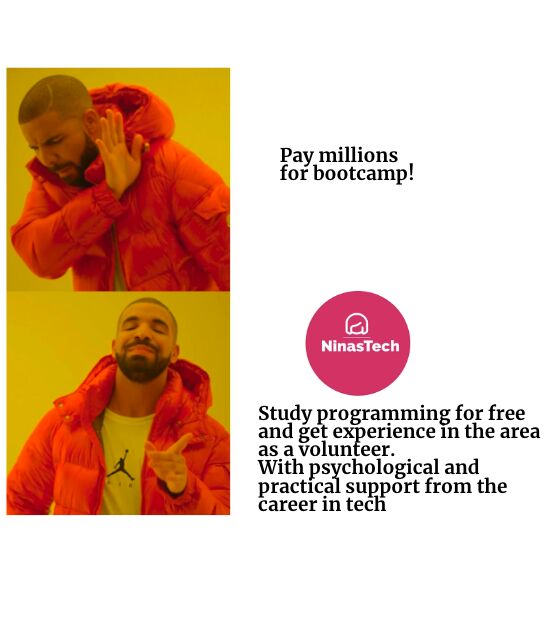 Pay millions
for bootcamp!
NinasTech
Study programming for free
and get experience in the area
as a volunteer.
With psychological and
practical support from the
career in tech